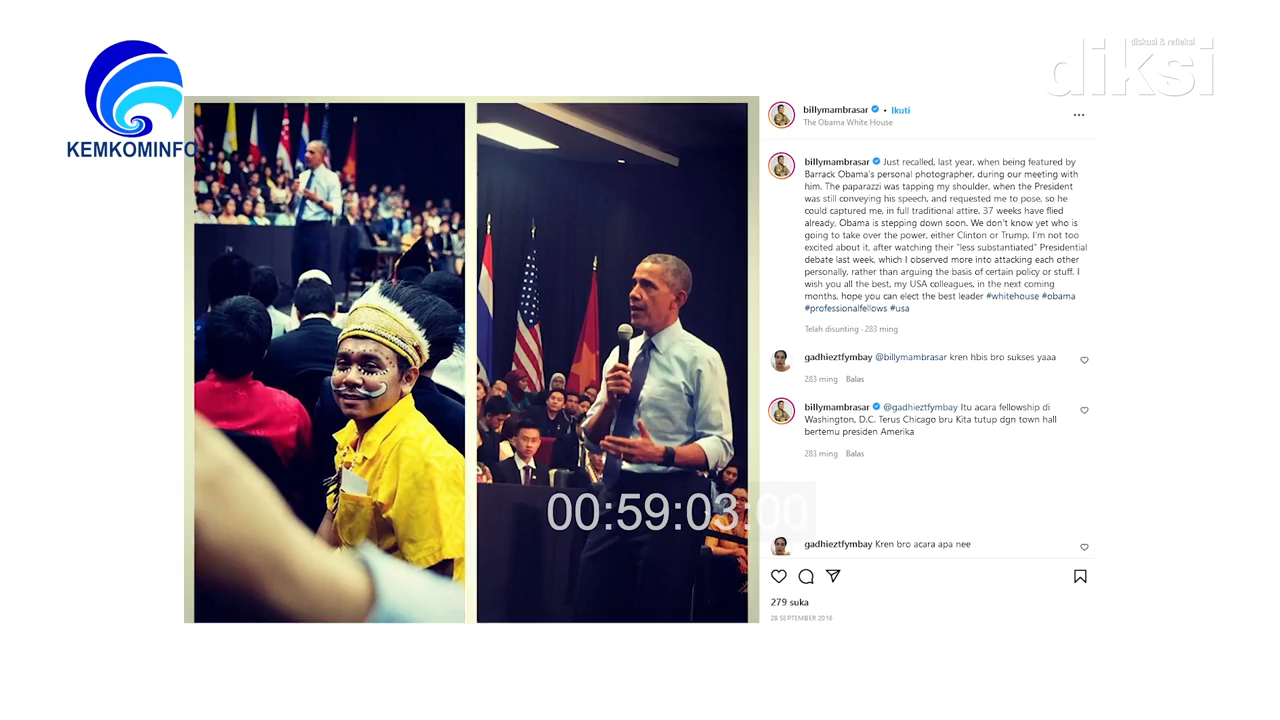 KEMKOMINFO
diskusi & refleksi
diksi
billymambrasar • Ikuti
The Obama White House
billymambrasar Just recalled, last year, when being featured by
Barrack Obama's personal photographer, during our meeting with
him. The paparazzi was tapping my shoulder, when the President
was still conveying his speech, and requested me to pose, so he
could captured me, in full traditional attire. 37 weeks have flied
already, Obama is stepping down soon. We don't know yet who is
going to take over the power, either Clinton or Trump, I'm not too
excited about it, after watching their "less substantiated" Presidential
debate last week, which I observed more into attacking each other
personally, rather than arguing the basis of certain policy or stuff. I
wish you all the best, my USA colleagues, in the next coming
months, hope you can elect the best leader #whitehouse #obama
#professionalfellows #usa
Telah disunting · 283 ming
gadhieztfymbay @billymambrasar kren hbis bro sukses yaaa
283 ming Balas
billymambrasar @gadhieztfymbay Itu acara fellowship di
Washington, D.C. Terus Chicago bru Kita tutup dgn town hall
bertemu presiden Amerika
283 ming Balas
00:59:03:00
gadhieztfymbay Kren bro acara apa nee
279 suka
28 SEPTEMBER 2016